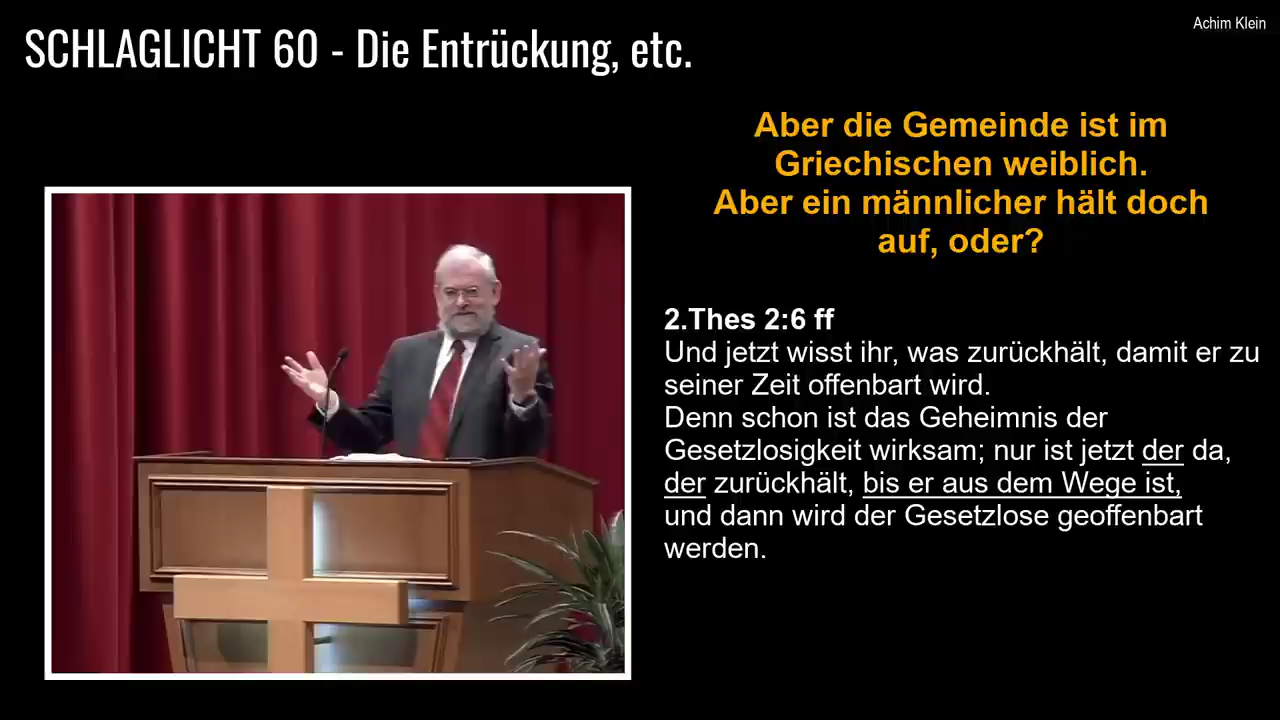 SCHLAGLICHT 60 - Die Entrückung, etc.
Achim Klein
Aber die Gemeinde ist im
Griechischen weiblich.
Aber ein männlicher hält doch
auf, oder?
2.Thes 2:6 ff
Und jetzt wisst ihr, was zurückhält, damit er zu
seiner Zeit offenbart wird.
Denn schon ist das Geheimnis der
Gesetzlosigkeit wirksam; nur ist jetzt der da,
der zurückhält, bis er aus dem Wege ist,
und dann wird der Gesetzlose geoffenbart
werden.